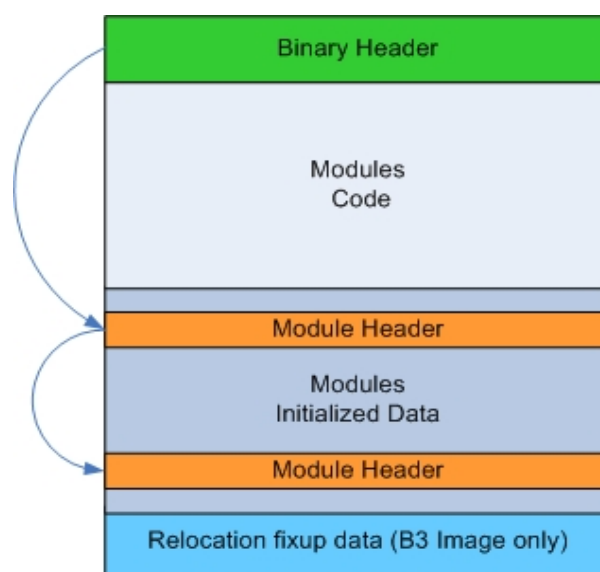 Binary Header
Modules
Code
Module Header
Modules
Initialized Data
Module Header
Relocation fixup data (B3 Image only)